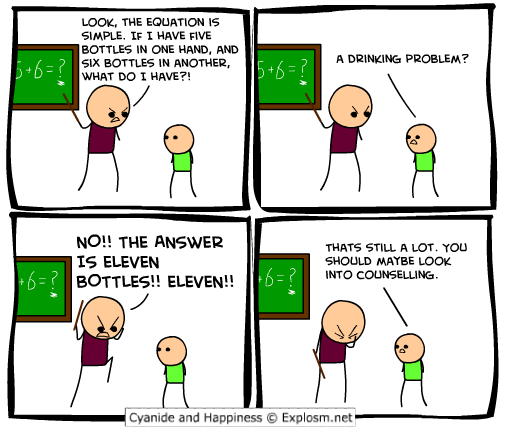 LOOK, THE EQUATION IS
SIMPLE. IF I HAVE FIVE
BOTTLES IN ONE HAND, AND
SIX BOTTLES IN ANOTHER,
WHAT DO I HAVE?!
5+6=?
A DRINKING PROBLEM?
5+6=?
NO!! THE ANSWER
IS ELEVEN
BOTTLES!! ELEVEN!!
+6=?
THATS STILL A LOT. YOU
SHOULD MAYBE LOOK
INTO COUNSELLING.
+6=?
Cyanide and Happiness © Explosm.net